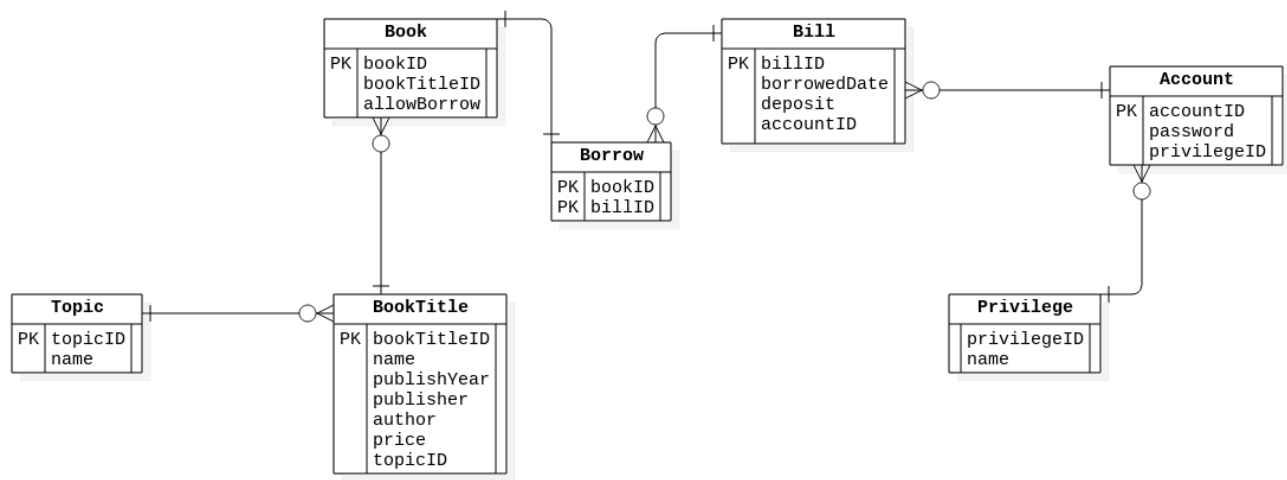 Book
PK bookID
bookTitleID
allowBorrow
Bill
PK billID
borrowedDate
deposit
accountID
Account
PK accountID
password
privilegeID
Borrow
PK bookID
PK billID
Topic
PK topicID
name
BookTitle
PK bookTitleID
name
publishYear
publisher
author
price
topicID
Privilege
privilegeID
name